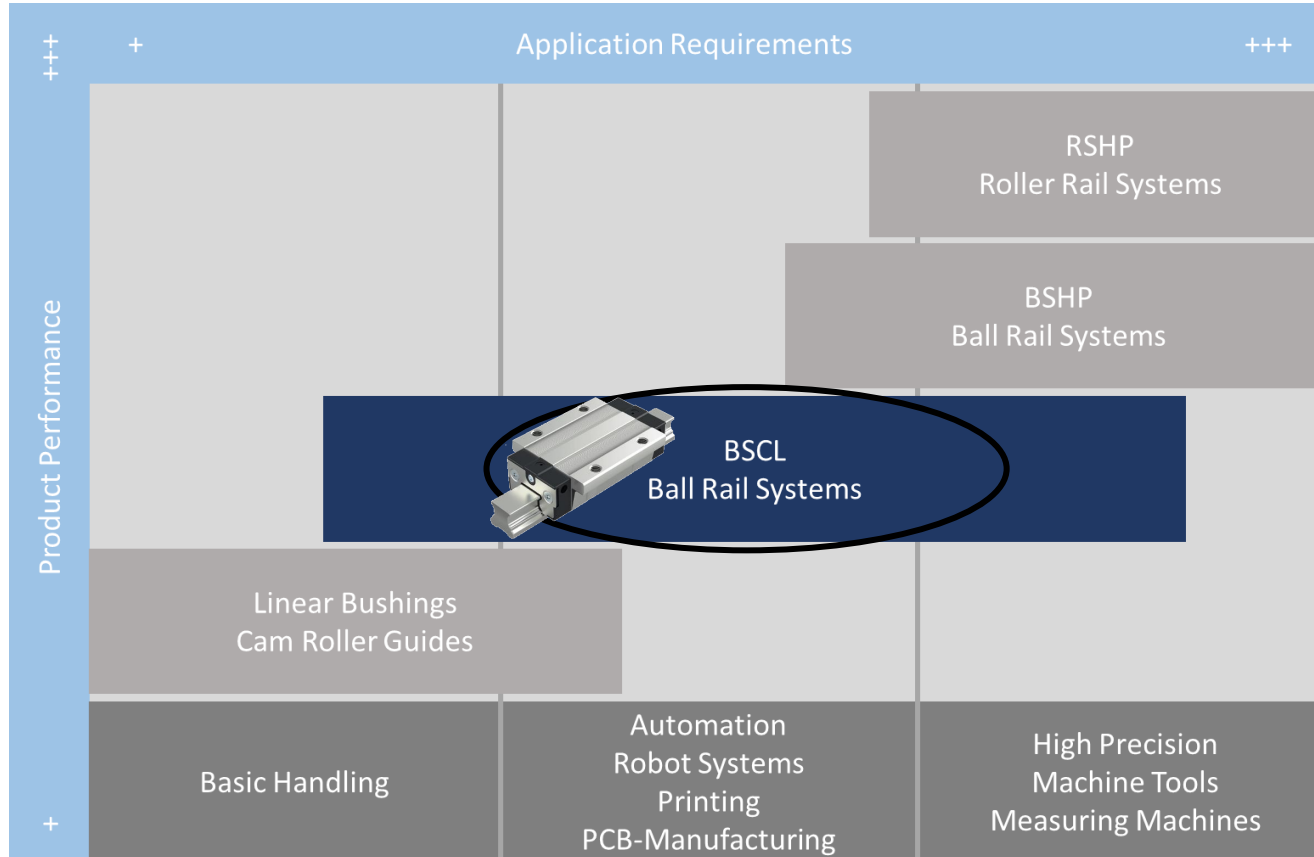 +++
+
Application Requirements
+++
RSHP
Roller Rail Systems
BSHP
Ball Rail Systems
Product Performance
BSCL
Ball Rail Systems
Linear Bushings
Cam Roller Guides
Basic Handling
Automation
Robot Systems
Printing
PCB-Manufacturing
High Precision
Machine Tools
Measuring Machines
+